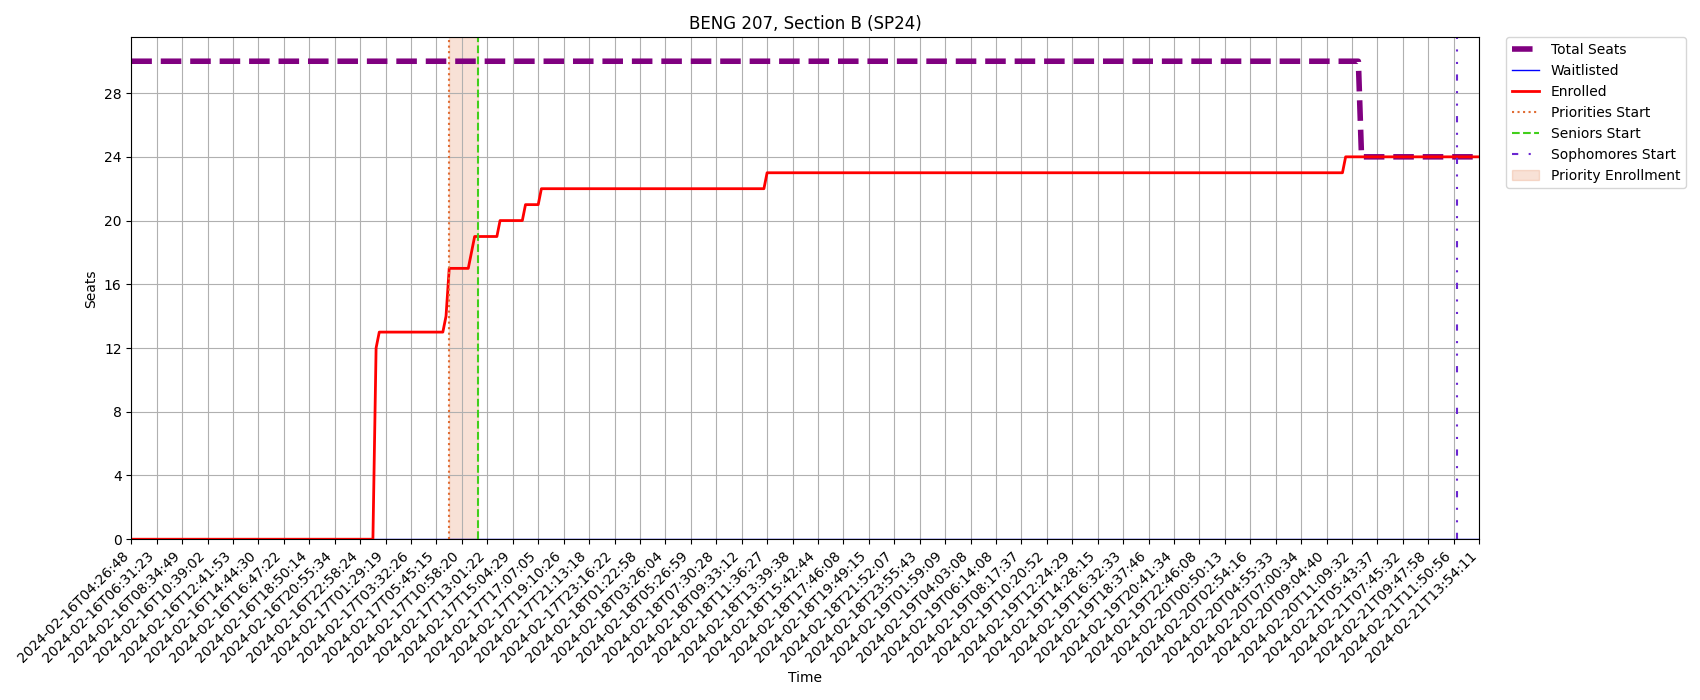 BENG 207, Section B (SP24)
Total Seats
Waitlisted
Enrolled
Priorities Start
Seniors Start
Sophomores Start
Priority Enrollment
Seats
28
24
20
16
12
8
4
0
2024-02-16T04:26:48
2024-02-16T06:31:23
2024-02-16T08:34:49
2024-02-16T10:39:02
2024-02-16T12:41:53
2024-02-16T14:44:30
2024-02-16T16:47:22
2024-02-16T18:50:14
2024-02-16T20:55:34
2024-02-16T22:58:24
2024-02-17T01:29:19
2024-02-17T03:32:26
2024-02-17T05:45:15
2024-02-17T10:58:20
2024-02-17T13:01:22
2024-02-17T15:04:29
2024-02-17T17:07:05
2024-02-17T19:10:26
2024-02-17T21:13:18
2024-02-17T23:16:22
2024-02-18T01:22:58
2024-02-18T03:26:04
2024-02-18T05:26:59
2024-02-18T07:30:28
2024-02-18T09:33:12
2024-02-18T11:36:27
2024-02-18T13:39:38
2024-02-18T15:42:44
2024-02-18T17:46:08
2024-02-18T19:49:15
2024-02-18T21:52:07
2024-02-18T23:55:43
2024-02-19T01:59:09
2024-02-19T04:03:08
2024-02-19T06:14:08
2024-02-19T08:17:37
2024-02-19T10:20:52
2024-02-19T12:24:29
2024-02-19T14:28:15
2024-02-19T16:32:33
2024-02-19T18:37:46
2024-02-19T20:41:34
2024-02-19T22:46:08
2024-02-20T00:50:13
2024-02-20T02:54:16
2024-02-20T04:55:33
2024-02-20T07:00:34
2024-02-20T09:04:40
2024-02-20T11:09:32
2024-02-21T05:43:37
2024-02-21T07:45:32
2024-02-21T09:47:58
2024-02-21T11:50:56
2024-02-21T13:54:11
Time